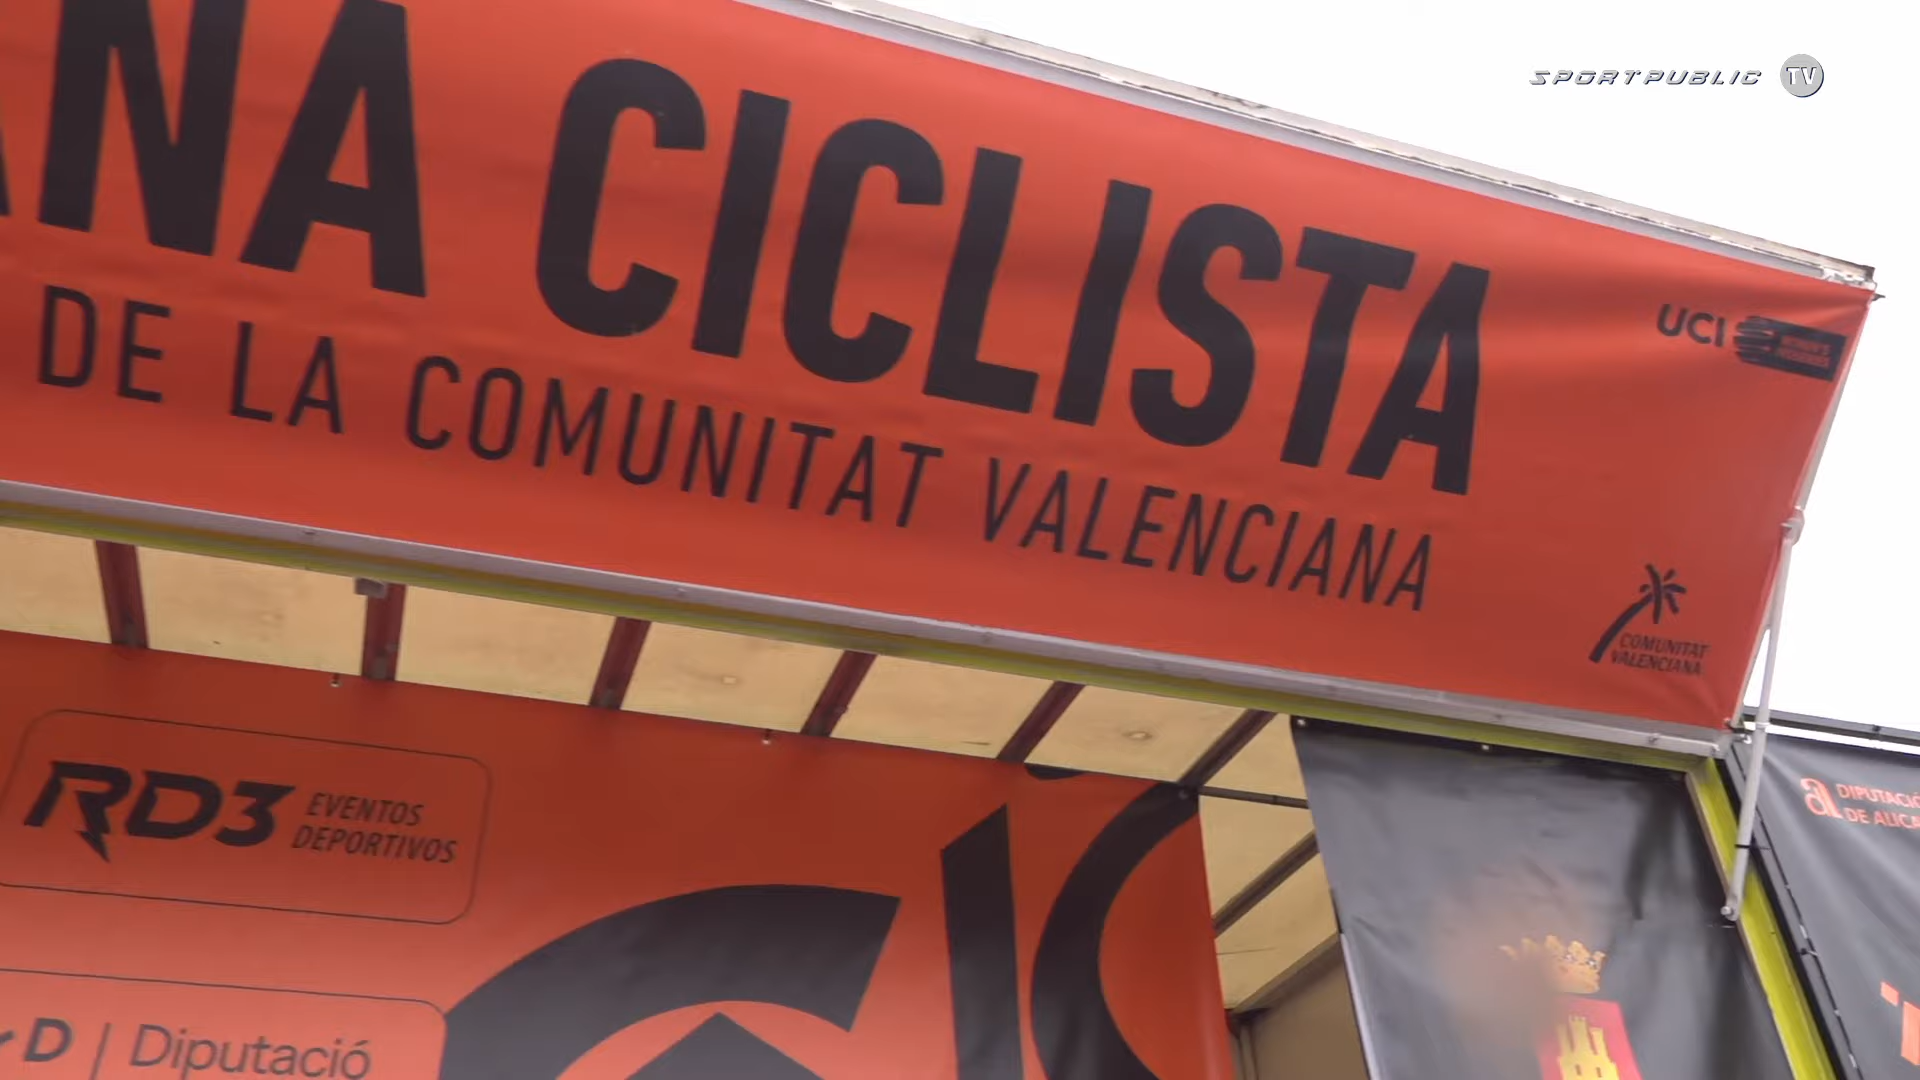 SPORTPUBLIC TV
ANA CICLISTA
DE LA COMUNITAT VALENCIANA
UCI
COMUNITAT
VALENCIANA
RD3 EVENTOS
DEPORTIVOS
DIPUTACIÓ
DE ALICA
D | Diputació